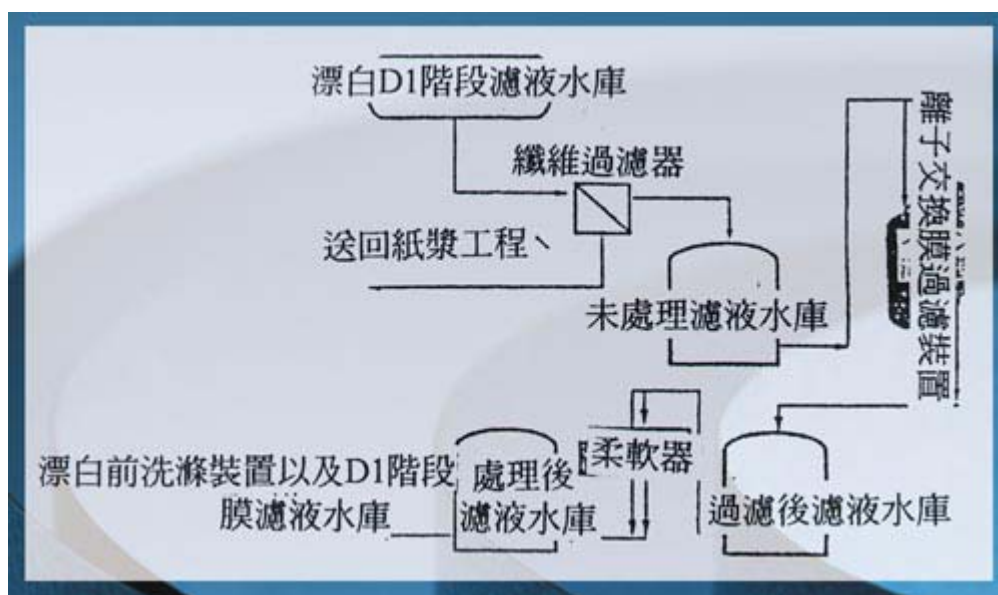 漂白D1階段濾液水庫
纖維過濾器
送回紙漿工程、
未處理濾液水庫
離子交換膜過濾裝置
柔軟器
漂白前洗滌裝置以及D1階段
膜濾液水庫
處理後
濾液水庫
過濾後濾液水庫